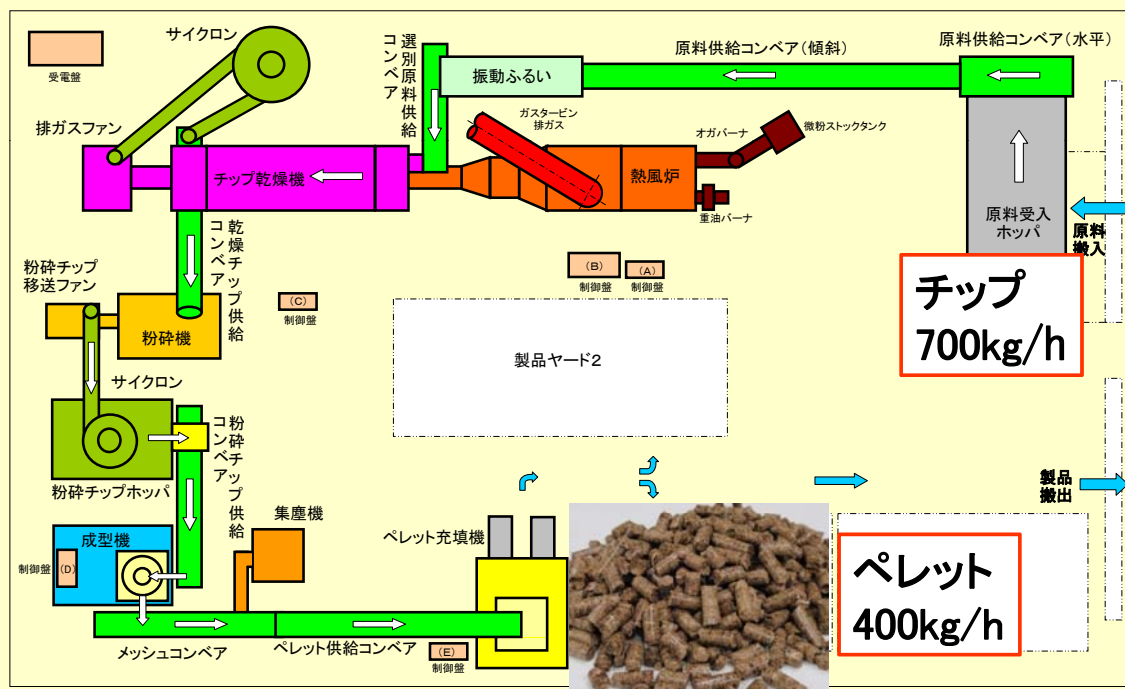 受電盤
サイクロン
排ガスファン
選別原料供給
コンベア
振動ふるい
原料供給コンベア(傾斜)
原料供給コンベア(水平)
ガスタービン
排ガス
オガバーナ
微粉ストックタンク
チップ乾燥機
熱風炉
重油バーナ
原料受入
ホッパ
原料
搬入
乾燥チップ供給
コンベア
粉砕チップ
移送ファン
粉砕機
(C)
制御盤
(B)
制御盤
(A)
制御盤
チップ
700kg/h
製品ヤード2
サイクロン
粉砕チップ供給
コンベア
粉砕チップホッパ
製品
搬出
成型機
制御盤
(D)
集塵機
ペレット充填機
ペレット
400kg/h
メッシュコンベア
ペレット供給コンベア
(E)
制御盤